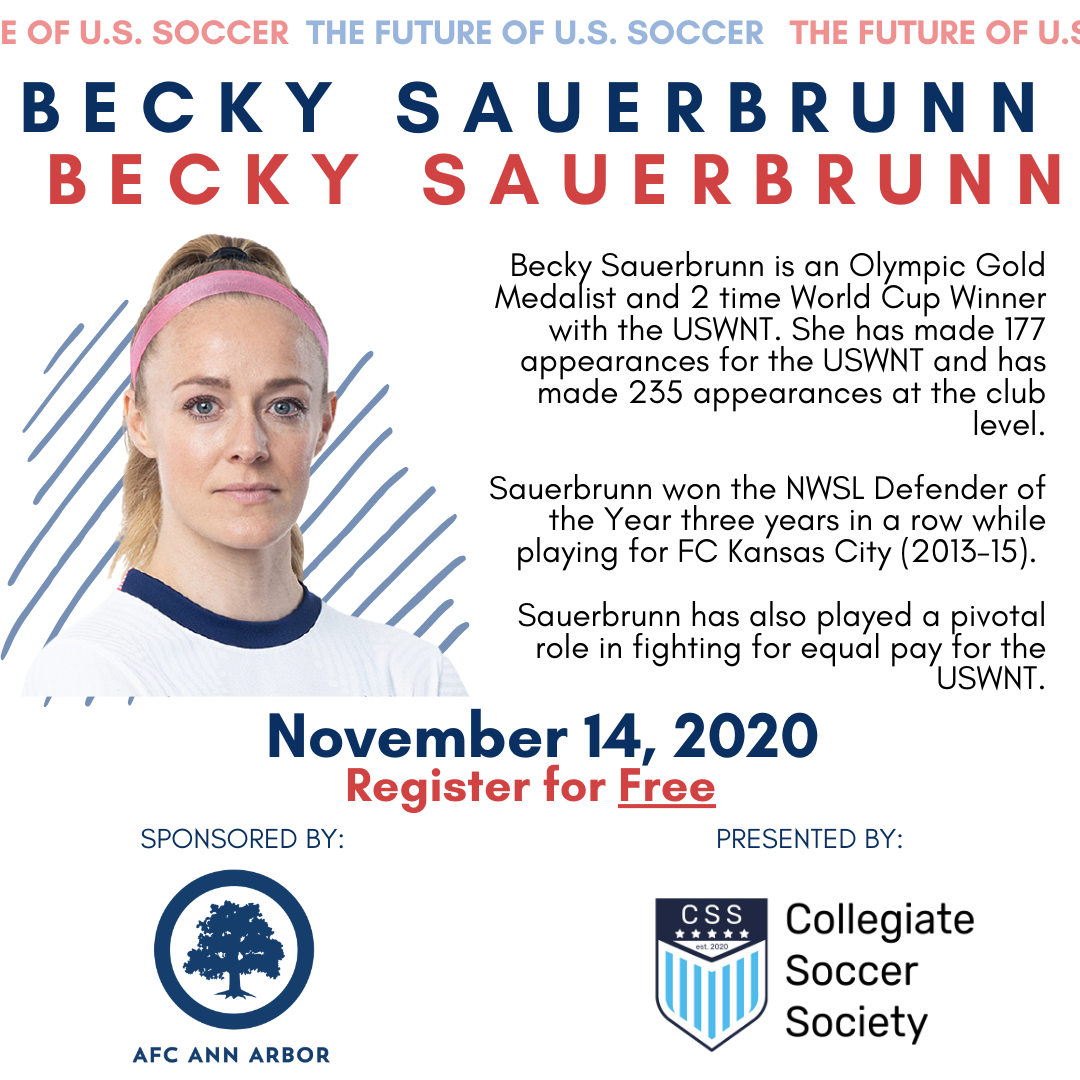 E OF U.S. SOCCER THE FUTURE OF U.S. SOCCER THE FUTURE OF U.S
BECKY SAUERBRUNN
BECKY SAUERBRUNN
Becky Sauerbrunn is an Olympic Gold
Medalist and 2 time World Cup Winner
with the USWNT. She has made 177
appearances for the USWNT and has
made 235 appearances at the club
level.
Sauerbrunn won the NWSL Defender of
the Year three years in a row while
playing for FC Kansas City (2013-15).
Sauerbrunn has also played a pivotal
role in fighting for equal pay for the
USWNT.
November 14, 2020
Register for Free
SPONSORED BY:
AFC ANN ARBOR
PRESENTED BY:
CSS
est. 2020
Collegiate
Soccer
Society